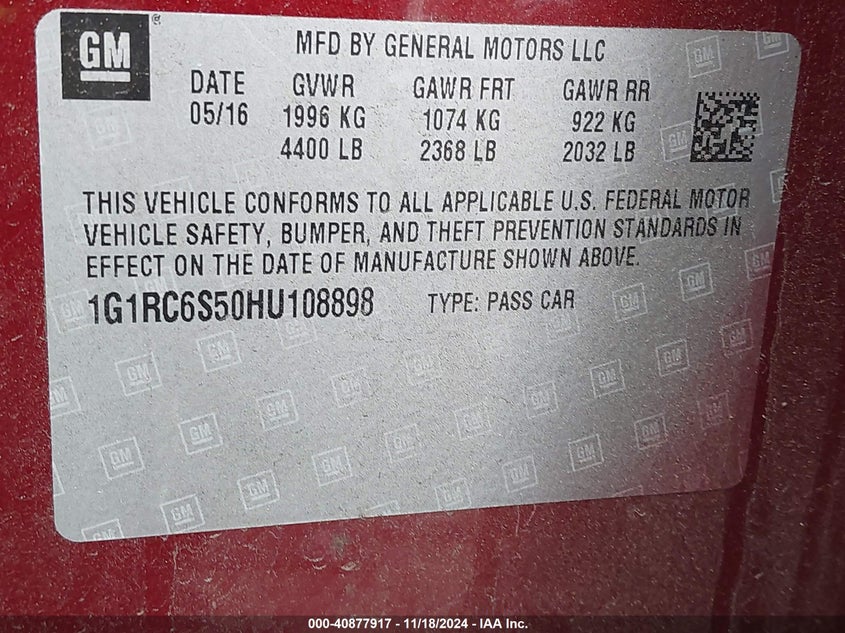 GM
MFD BY GENERAL MOTORS LLC
DATE GVWR GAWR FRT GAWR RR
05/16 1996 KG 1074 KG 922 KG
4400 LB 2368 LB 2032 LB
THIS VEHICLE CONFORMS TO ALL APPLICABLE U.S. FEDERAL MOTOR
VEHICLE SAFETY, BUMPER, AND THEFT PREVENTION STANDARDS IN
EFFECT ON THE DATE OF MANUFACTURE SHOWN ABOVE.
1G1RC6S50HU108898 TYPE: PASS CAR
000-40877917 - 11/18/2024 - IAA Inc.